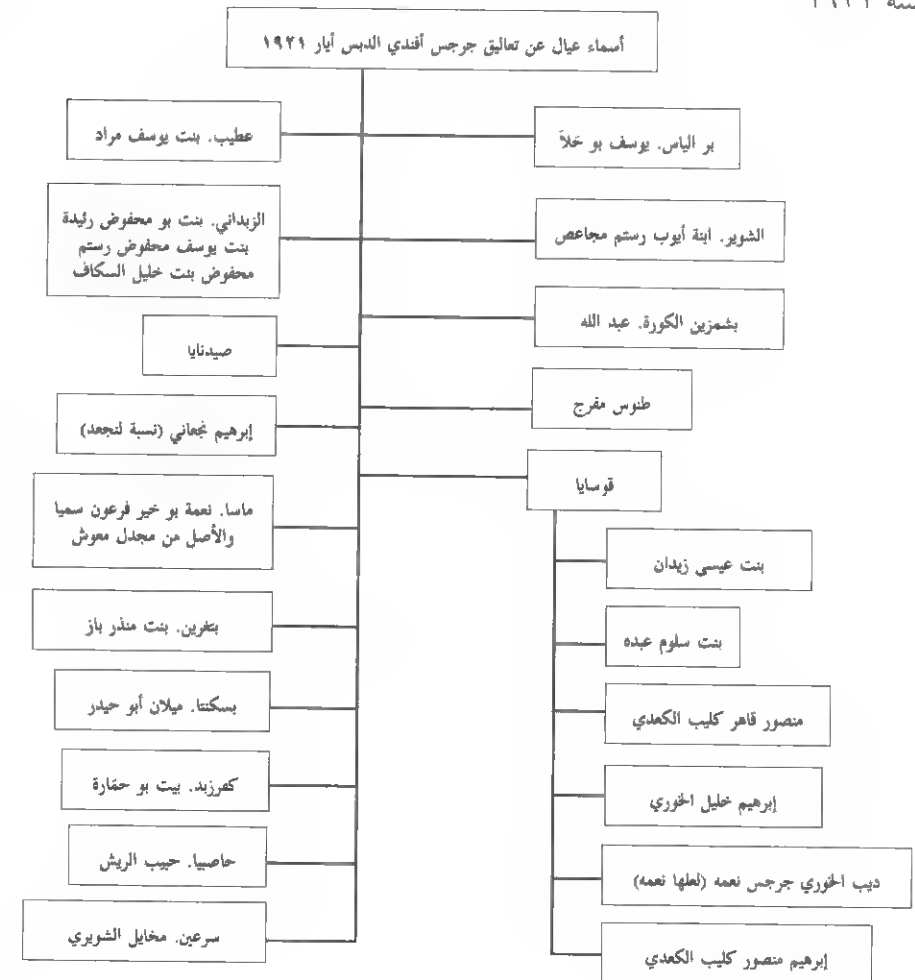 سنة
أسماء عيال عن تعاليق جرجس أفندي الدبس أيار ١٩٢١
بر الياس. يوسف بو خلاَ
الشوير. ابنة أيوب رستم مجاعص
بشمزين الكورة. عبد الله
طنوس مفرج
قوسايا
بنت عيسى زيدان
بنت سلوم عبده
منصور قاهر كليب الكعدي
إبرهيم خليل الخوري
ديب الخوري جرجس نعمه (لعلها نعمه)
إبرهيم منصور كليب الكعدي
عطيب. بنت يوسف مراد
الزبداني. بنت بو محفوض رئيدة
بنت يوسف محفوض رستم
محفوض بنت خليل السكاف
صيدنايا
إبرهيم نجعاني (نسبة لنجعد)
ماسا. نعمة بو خير فرعون سميا
والأصل من مجدل معوش
بتغرين. بنت منذر باز
بسكنتا. ميلان أبو حيدر
كفرزبد. بيت بو حمّارة
حاصبيا. حبيب الريش
سرعين. مخايل الشويري